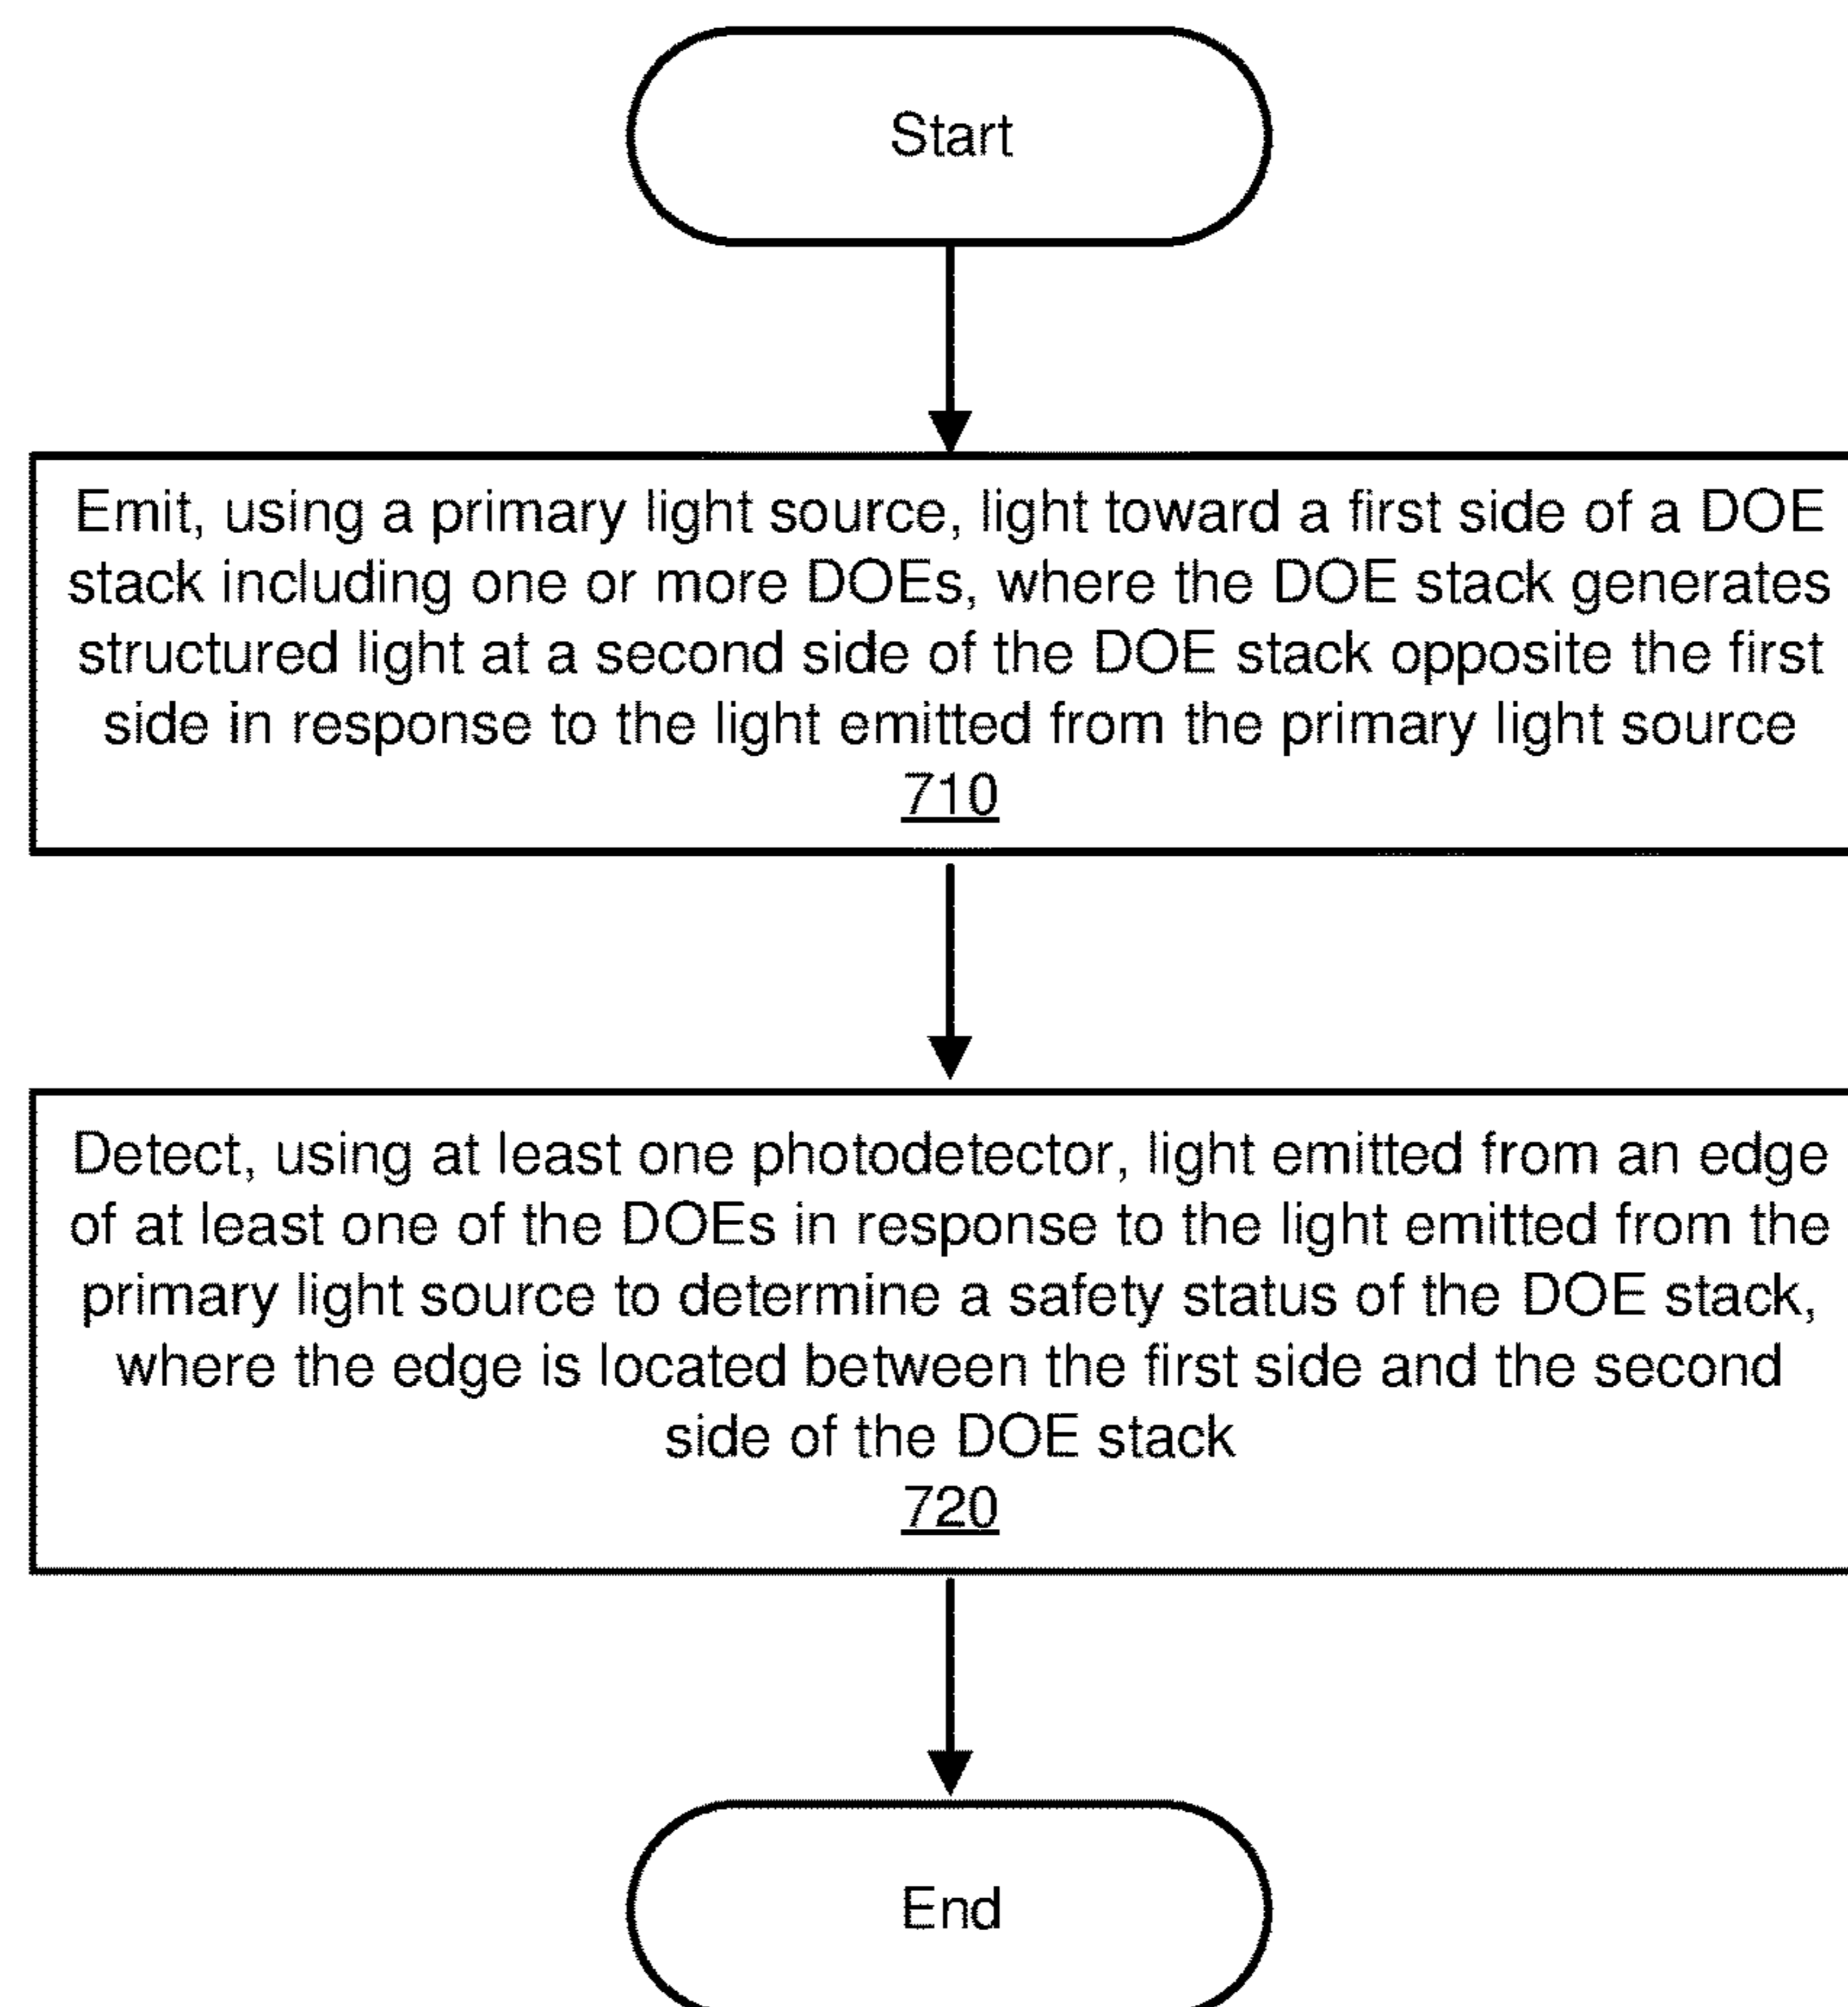 Start
Emit, using a primary light source, light toward a first side of a DOE
stack including one or more DOEs, where the DOE stack generates
structured light at a second side of the DOE stack opposite the first
side in response to the light emitted from the primary light source
710
Detect, using at least one photodetector, light emitted from an edge
of at least one of the DOEs in response to the light emitted from the
primary light source to determine a safety status of the DOE stack,
where the edge is located between the first side and the second
side of the DOE stack
720
End